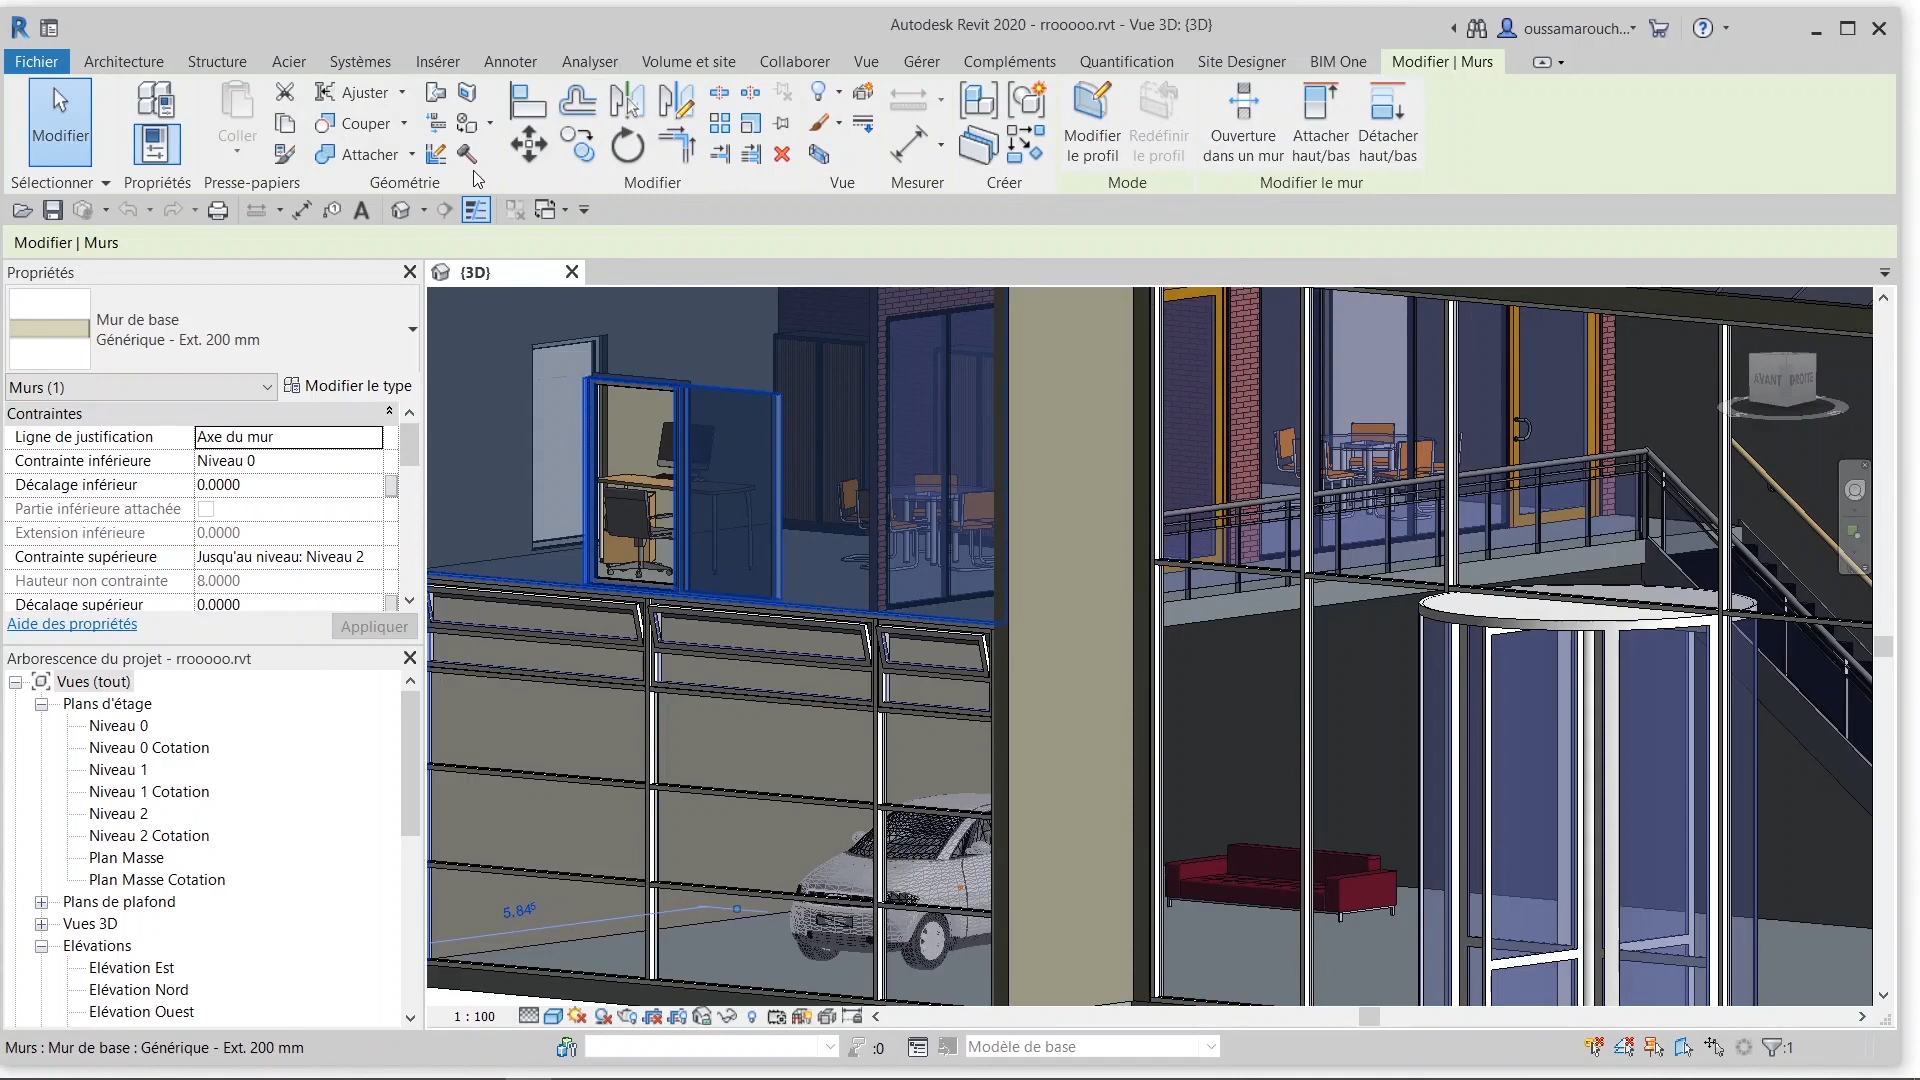 Autodesk Revit 2020 - rrooooo.rvt - Vue 3D: {3D}
oussamarouch...
Fichier Architecture Structure Acier Systèmes Insérer Annoter Analyser Volume et site Collaborer Vue Gérer Compléments Quantification Site Designer BIM One Modifier | Murs
Modifier
Coller
Ajuster
Couper
Attacher
Modifier le profil
Redéfinir le profil
Ouverture dans un mur
Attacher haut/bas
Détacher haut/bas
Sélectionner Propriétés Presse-papiers Géométrie Modifier Vue Mesurer Créer Mode Modifier le mur
Modifier | Murs
Propriétés
{3D}
Mur de base
Générique - Ext. 200 mm
Murs (1)
Modifier le type
Contraintes
Ligne de justification Axe du mur
Contrainte inférieure Niveau 0
Décalage inférieur 0.0000
Partie inférieure attachée
Extension inférieure 0.0000
Contrainte supérieure Jusqu'au niveau: Niveau 2
Hauteur non contrainte 8.0000
Décalage supérieur 0.0000
Aide des propriétés
Appliquer
Arborescence du projet - rrooooo.rvt
Vues (tout)
Plans d'étage
Niveau 0
Niveau 0 Cotation
Niveau 1
Niveau 1 Cotation
Niveau 2
Niveau 2 Cotation
Plan Masse
Plan Masse Cotation
Plans de plafond
Vues 3D
Elévations
Elévation Est
Elévation Nord
Elévation Ouest
AVANT DROITE
5.84⁶
1 : 100
Murs : Mur de base : Générique - Ext. 200 mm
:0
Modèle de base
:1